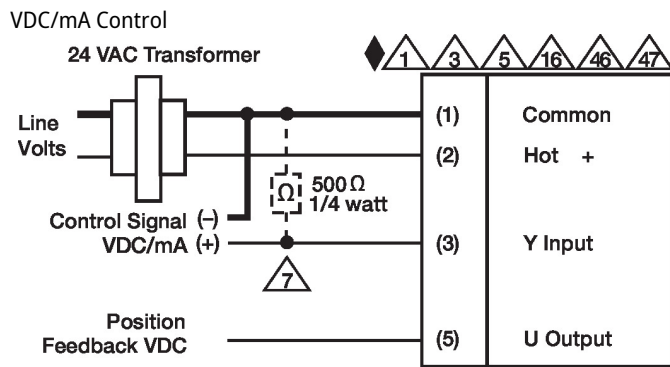 VDC/mA Control
24 VAC Transformer
1 3 5 16 46 47
Line
Volts
(1) Common
(2) Hot +
Ω 500 Ω
1/4 watt
Control Signal (–)
VDC/mA (+)
(3) Y Input
7
Position
Feedback VDC
(5) U Output